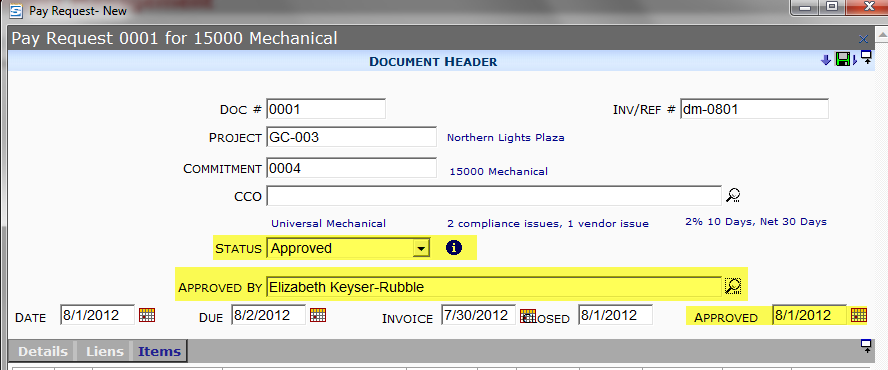 Pay Request- New
Pay Request 0001 for 15000 Mechanical
DOCUMENT HEADER
DOC # 0001 INV/REF # dm-0801
PROJECT GC-003 Northern Lights Plaza
COMMITMENT 0004 15000 Mechanical
CCO
Universal Mechanical 2 compliance issues, 1 vendor issue 2% 10 Days, Net 30 Days
STATUS Approved
APPROVED BY Elizabeth Keyser-Rubble
DATE 8/1/2012 DUE 8/2/2012 INVOICE 7/30/2012 LOSED 8/1/2012 APPROVED 8/1/2012
Details Liens Items